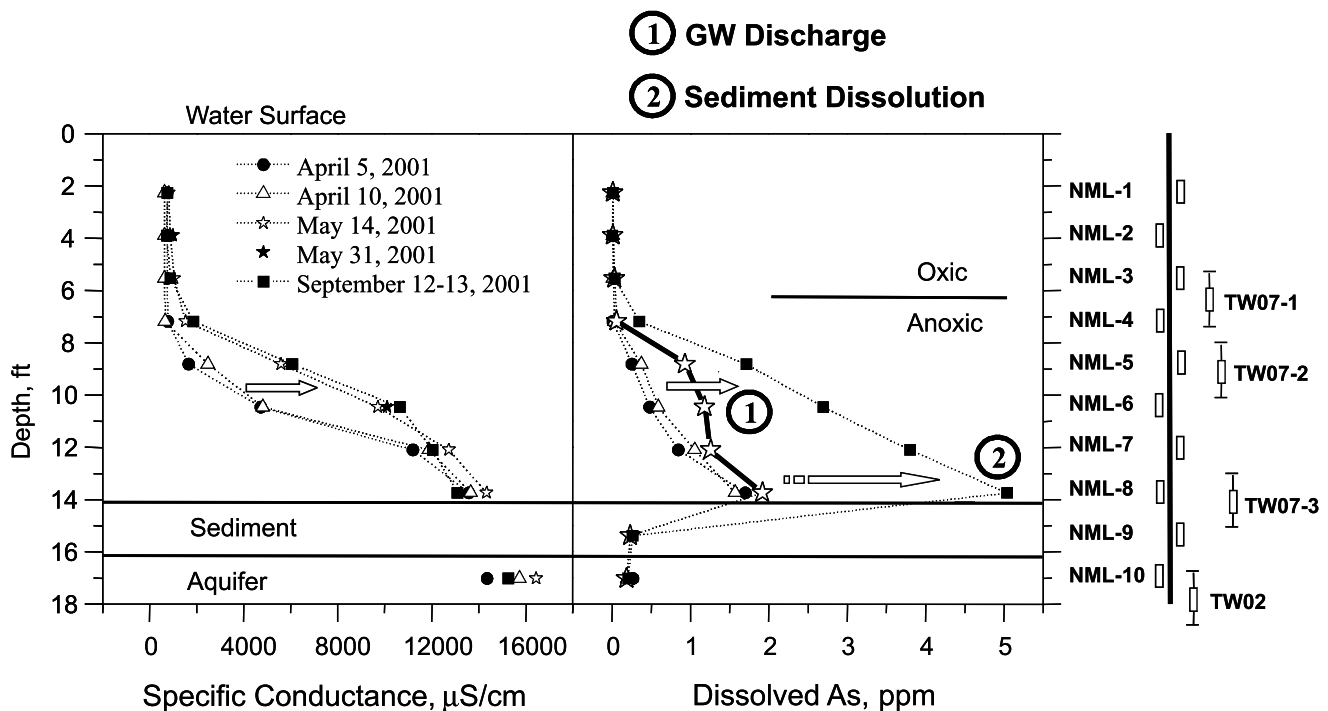 1 GW Discharge
2 Sediment Dissolution
Water Surface
April 5, 2001
April 10, 2001
May 14, 2001
May 31, 2001
September 12-13, 2001
Depth, ft
0
2
4
6
8
10
12
14
16
18
Sediment
Aquifer
0
4000
8000
12000
16000
Specific Conductance, μS/cm
Oxic
Anoxic
1
2
0
1
2
3
4
5
Dissolved As, ppm
NML-1
NML-2
NML-3
NML-4
NML-5
NML-6
NML-7
NML-8
NML-9
NML-10
TW07-1
TW07-2
TW07-3
TW02